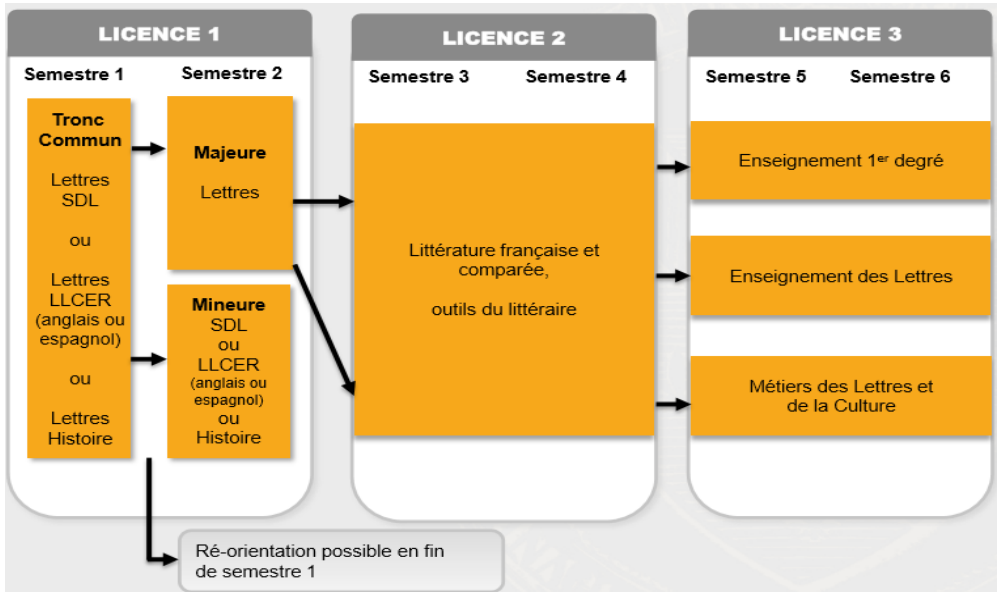 LICENCE 1
Semestre 1
Semestre 2
Tronc
Commun
Lettres
SDL
ou
Lettres
LLCER
(anglais ou
espagnol)
ou
Lettres
Histoire
Majeure
Lettres
Mineure
SDL
ou
LLCER
(anglais ou
espagnol)
ou
Histoire
Ré-orientation possible en fin
de semestre 1
LICENCE 2
Semestre 3
Semestre 4
Littérature française et
comparée,
outils du littéraire
LICENCE 3
Semestre 5
Semestre 6
Enseignement 1er degré
Enseignement des Lettres
Métiers des Lettres et
de la Culture